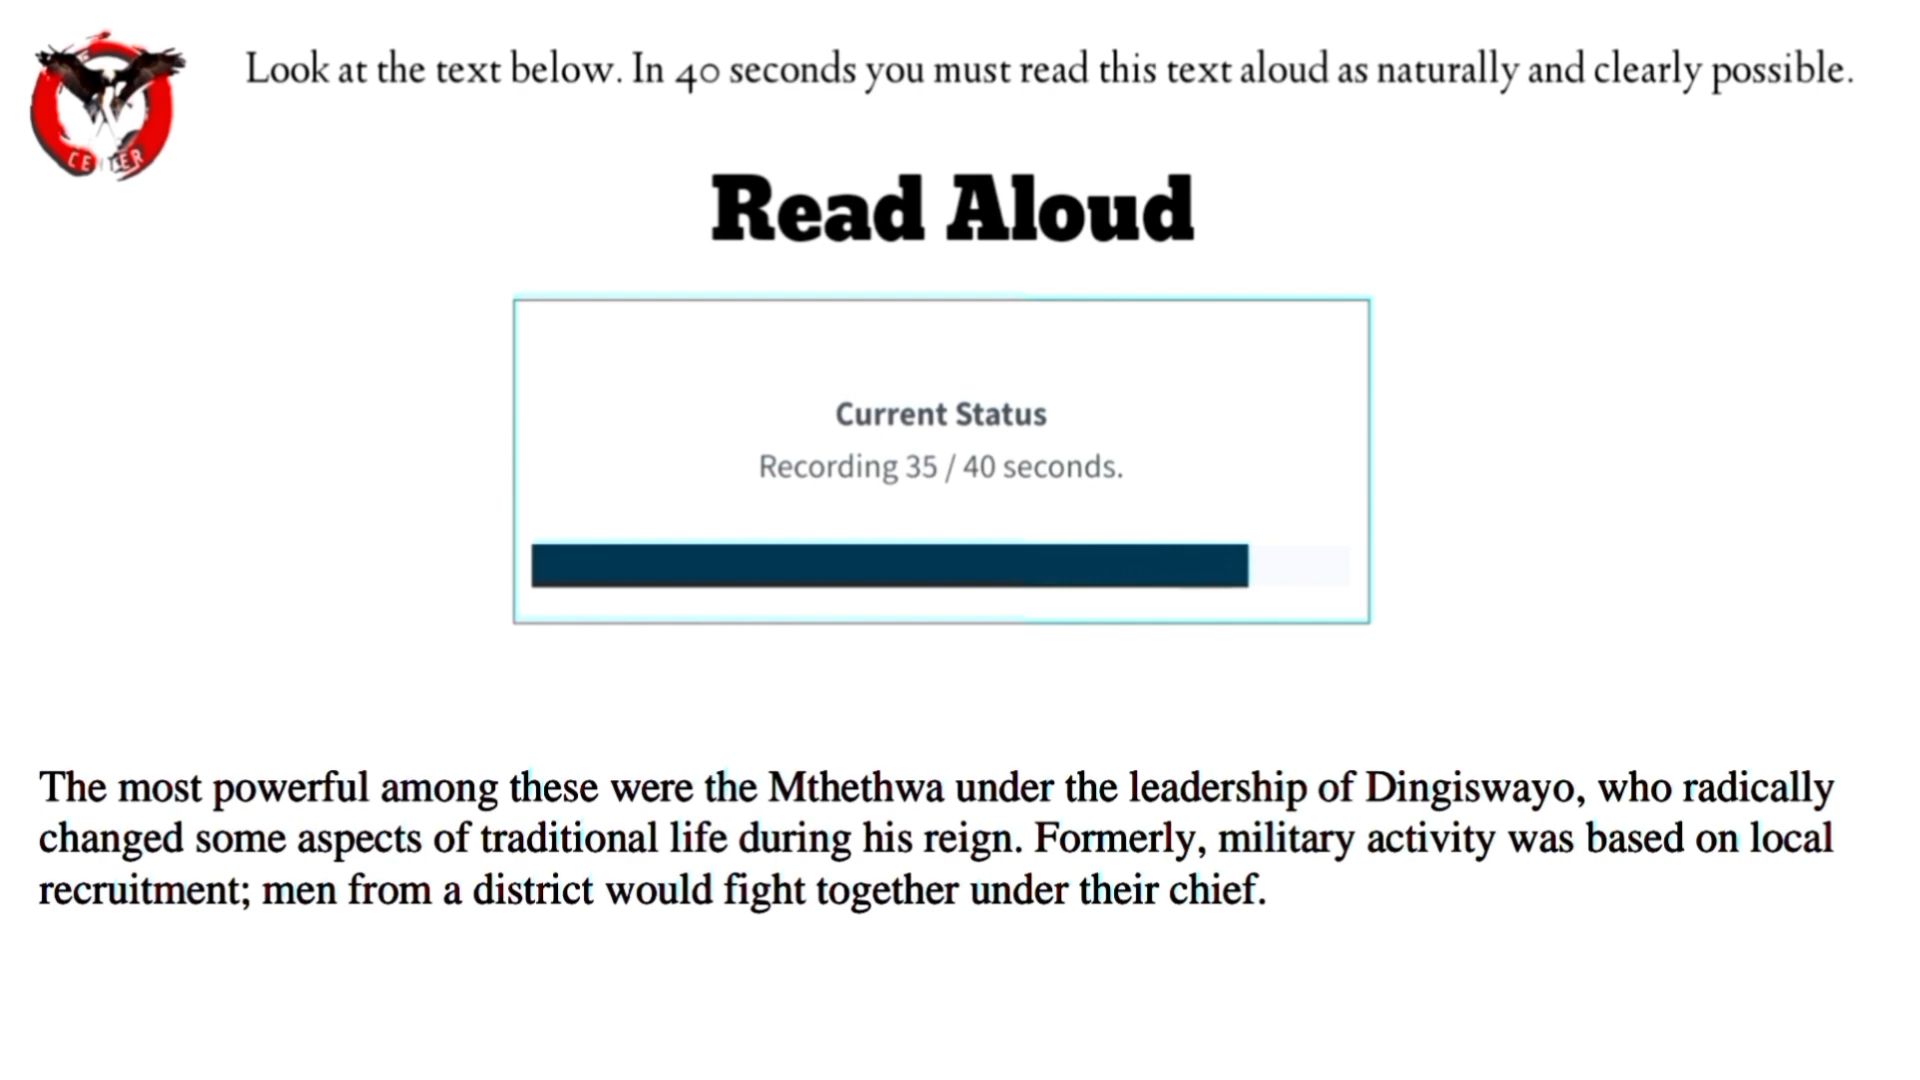 Look at the text below. In 40 seconds you must read this text aloud as naturally and clearly possible.
CENTER
Read Aloud
Current Status
Recording 35 / 40 seconds.
The most powerful among these were the Mthethwa under the leadership of Dingiswayo, who radically
changed some aspects of traditional life during his reign. Formerly, military activity was based on local
recruitment; men from a district would fight together under their chief.